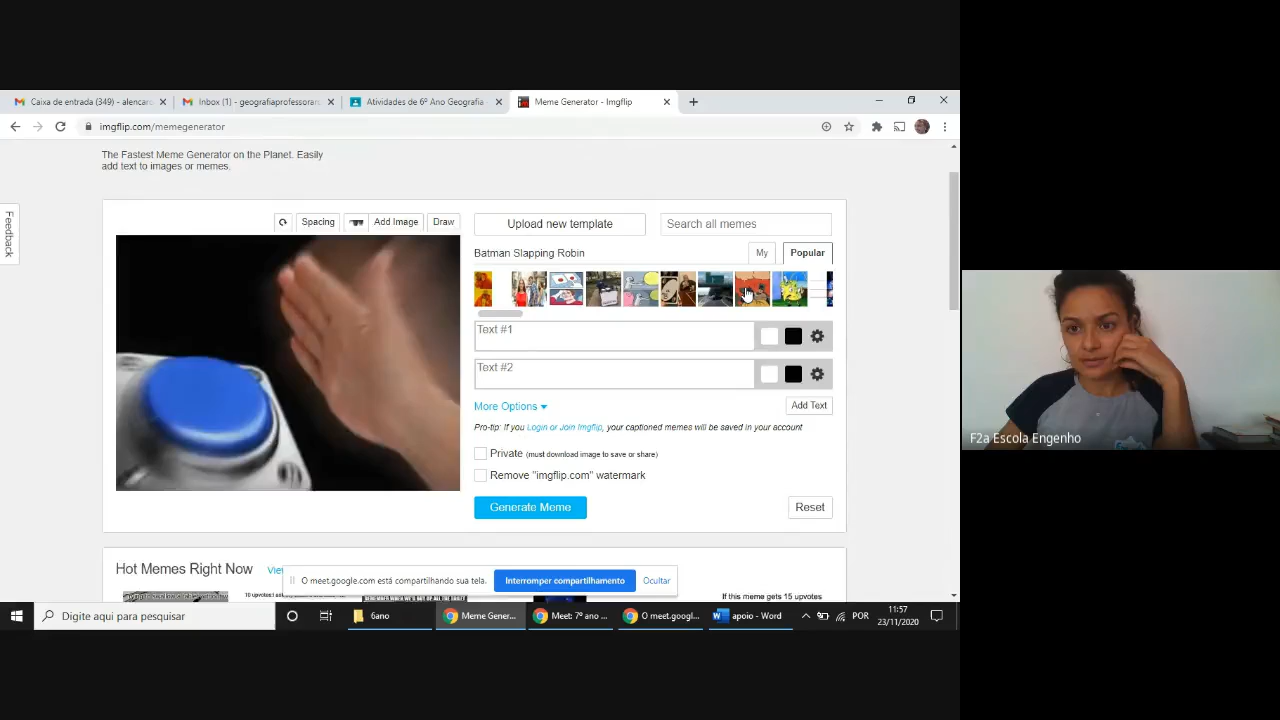 Caixa de entrada (349) - alencarc
Inbox (1) - geografiaprofessorar
Atividades de 6º Ano Geografia
Meme Generator - Imgflip
imgflip.com/memegenerator
The Fastest Meme Generator on the Planet. Easily
add text to images or memes.
Feedback
Spacing
Add Image
Draw
Upload new template
Search all memes
Batman Slapping Robin
My
Popular
Text #1
Text #2
More Options
Add Text
Pro-tip: If you Login or Join Imgflip, your captioned memes will be saved in your account
Private (must download image to save or share)
Remove "imgflip.com" watermark
Generate Meme
Reset
F2a Escola Engenho
Hot Memes Right Now
If this meme gets 15 upvotes
O meet.google.com está compartilhando sua tela.
Interromper compartilhamento
Ocultar
Digite aqui para pesquisar
6ano
Meme Gener...
Meet: 7º ano ...
O meet.googl...
apoio - Word
POR
11:57
23/11/2020